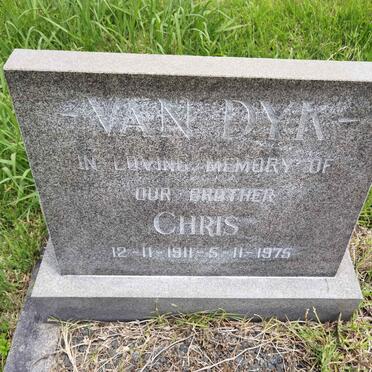 - VAN DYK -
IN LOVING MEMORY OF
OUR BROTHER
CHRIS
12-11-1911-5-11-1975